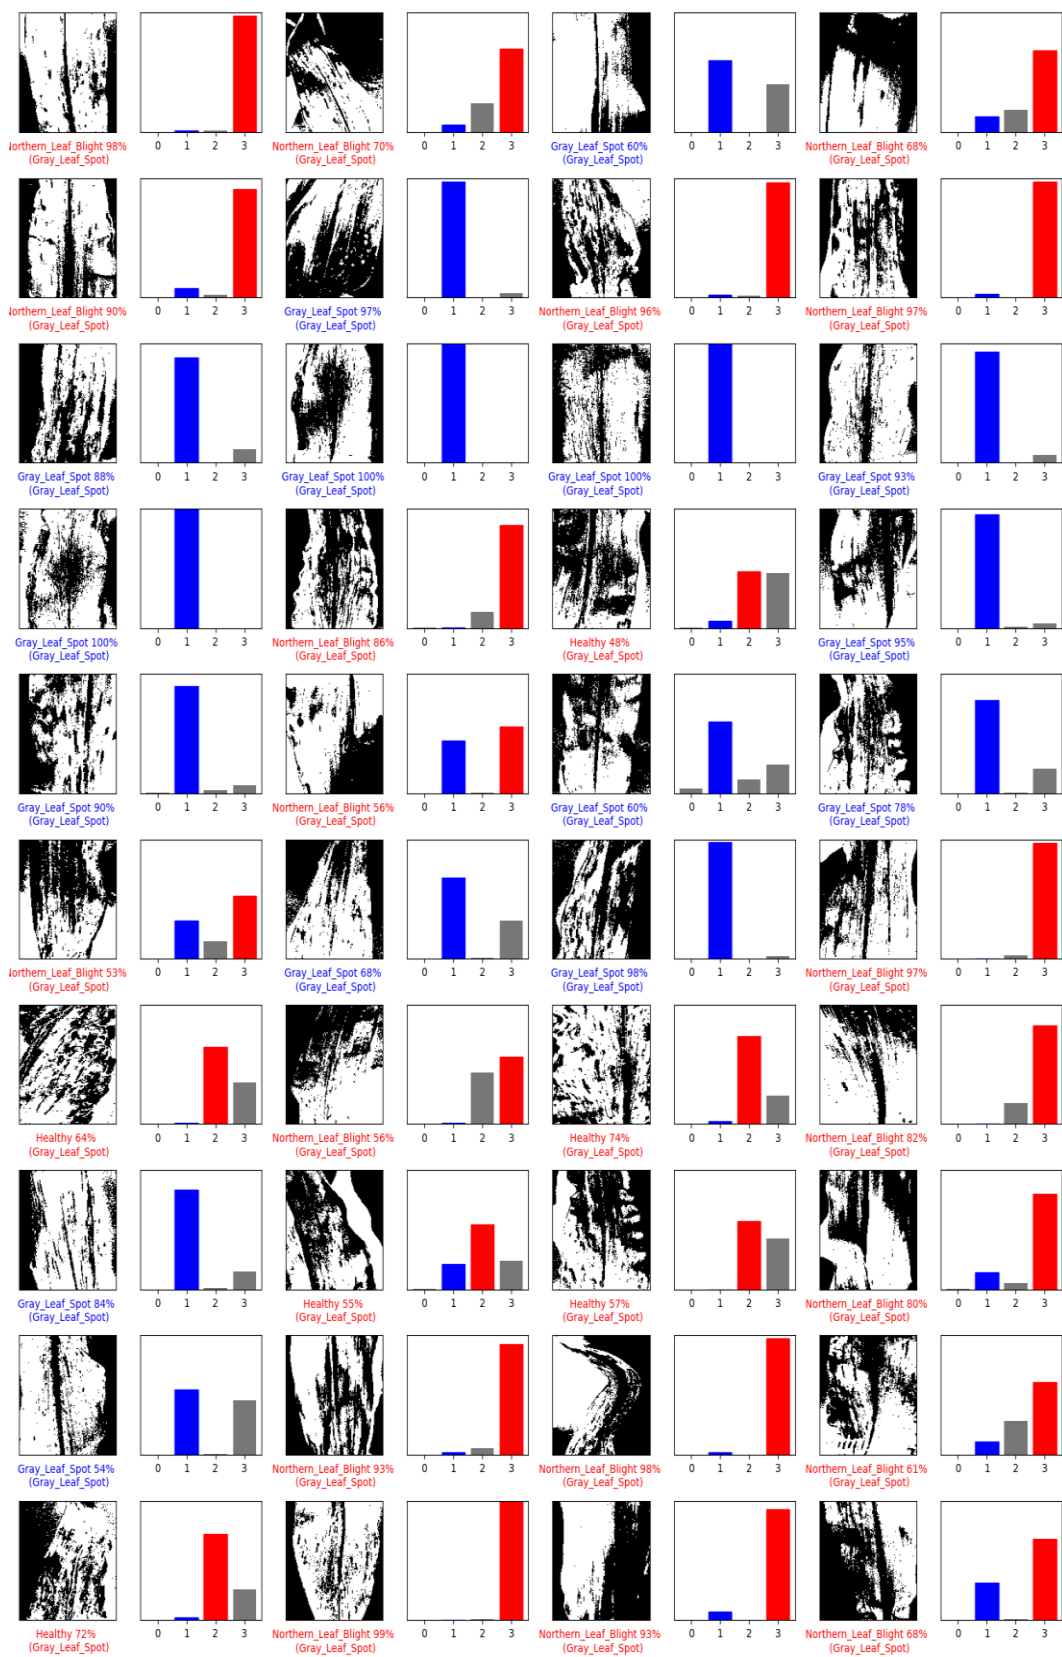 0 1 2 3 0 1 2 3 0 1 2 3 0 1 2 3
Northern_Leaf_Blight 98% Northern_Leaf_Blight 70% Gray_Leaf_Spot 60% Northern_Leaf_Blight 68%
(Gray_Leaf_Spot) (Gray_Leaf_Spot) (Gray_Leaf_Spot) (Gray_Leaf_Spot)
0 1 2 3 0 1 2 3 0 1 2 3 0 1 2 3
Northern_Leaf_Blight 90% Gray_Leaf_Spot 97% Northern_Leaf_Blight 96% Northern_Leaf_Blight 97%
(Gray_Leaf_Spot) (Gray_Leaf_Spot) (Gray_Leaf_Spot) (Gray_Leaf_Spot)
0 1 2 3 0 1 2 3 0 1 2 3 0 1 2 3
Gray_Leaf_Spot 88% Gray_Leaf_Spot 100% Gray_Leaf_Spot 100% Gray_Leaf_Spot 93%
(Gray_Leaf_Spot) (Gray_Leaf_Spot) (Gray_Leaf_Spot) (Gray_Leaf_Spot)
0 1 2 3 0 1 2 3 0 1 2 3 0 1 2 3
Gray_Leaf_Spot 100% Northern_Leaf_Blight 86% Healthy 48% Gray_Leaf_Spot 95%
(Gray_Leaf_Spot) (Gray_Leaf_Spot) (Gray_Leaf_Spot) (Gray_Leaf_Spot)
0 1 2 3 0 1 2 3 0 1 2 3 0 1 2 3
Gray_Leaf_Spot 90% Northern_Leaf_Blight 56% Gray_Leaf_Spot 60% Gray_Leaf_Spot 78%
(Gray_Leaf_Spot) (Gray_Leaf_Spot) (Gray_Leaf_Spot) (Gray_Leaf_Spot)
0 1 2 3 0 1 2 3 0 1 2 3 0 1 2 3
Northern_Leaf_Blight 53% Gray_Leaf_Spot 68% Gray_Leaf_Spot 98% Northern_Leaf_Blight 97%
(Gray_Leaf_Spot) (Gray_Leaf_Spot) (Gray_Leaf_Spot) (Gray_Leaf_Spot)
0 1 2 3 0 1 2 3 0 1 2 3 0 1 2 3
Healthy 64% Northern_Leaf_Blight 56% Healthy 74% Northern_Leaf_Blight 82%
(Gray_Leaf_Spot) (Gray_Leaf_Spot) (Gray_Leaf_Spot) (Gray_Leaf_Spot)
0 1 2 3 0 1 2 3 0 1 2 3 0 1 2 3
Gray_Leaf_Spot 84% Healthy 55% Healthy 57% Northern_Leaf_Blight 80%
(Gray_Leaf_Spot) (Gray_Leaf_Spot) (Gray_Leaf_Spot) (Gray_Leaf_Spot)
0 1 2 3 0 1 2 3 0 1 2 3 0 1 2 3
Gray_Leaf_Spot 54% Northern_Leaf_Blight 93% Northern_Leaf_Blight 98% Northern_Leaf_Blight 61%
(Gray_Leaf_Spot) (Gray_Leaf_Spot) (Gray_Leaf_Spot) (Gray_Leaf_Spot)
0 1 2 3 0 1 2 3 0 1 2 3 0 1 2 3
Healthy 72% Northern_Leaf_Blight 99% Northern_Leaf_Blight 93% Northern_Leaf_Blight 68%
(Gray_Leaf_Spot) (Gray_Leaf_Spot) (Gray_Leaf_Spot) (Gray_Leaf_Spot)